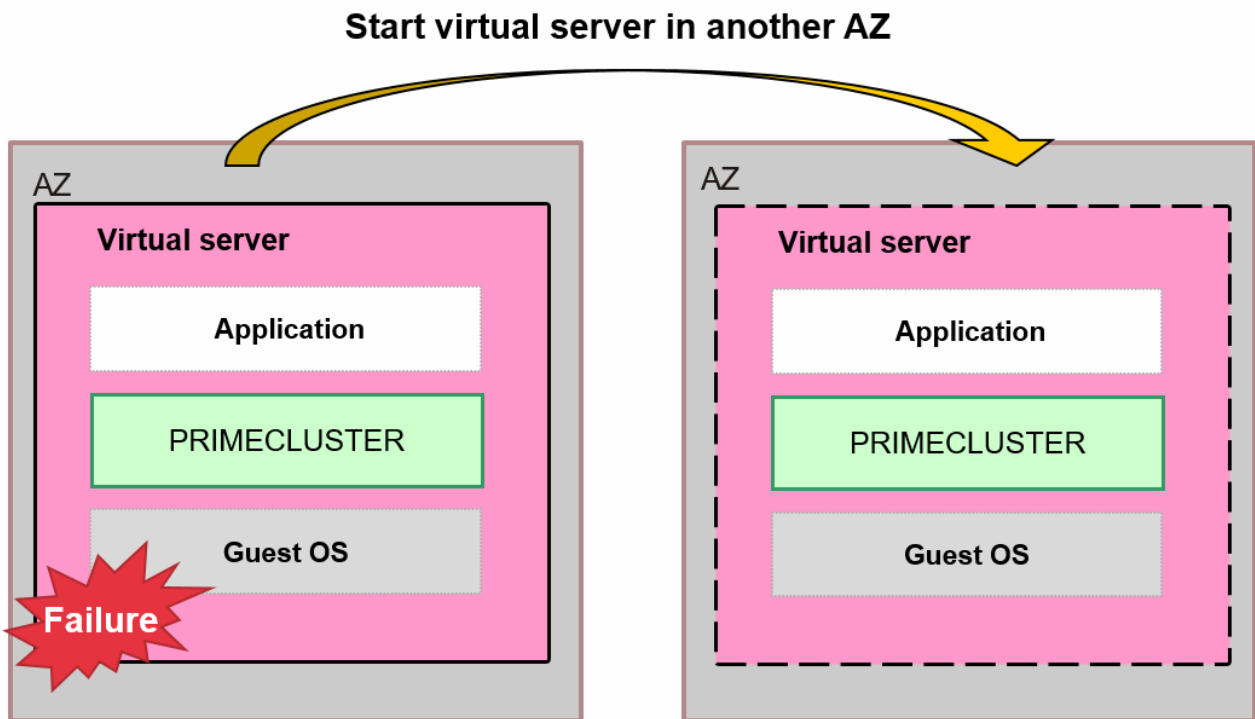 Start virtual server in another AZ
AZ
Virtual server
Application
PRIMECLUSTER
Guest OS
Failure
AZ
Virtual server
Application
PRIMECLUSTER
Guest OS